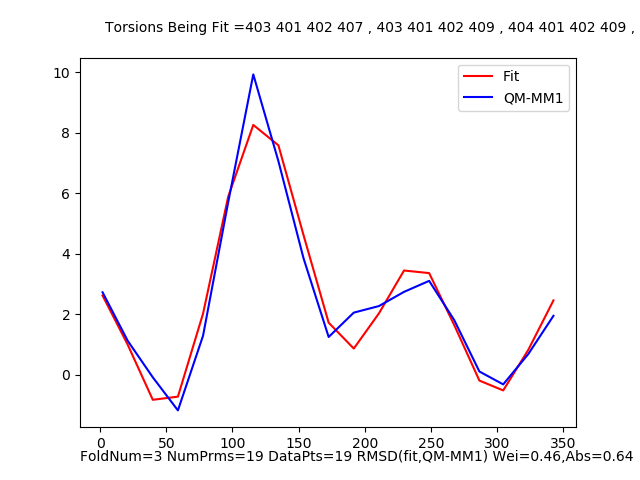 Torsions Being Fit =403 401 402 407 , 403 401 402 409 , 404 401 402 409 ,
Fit
QM-MM1
10
8
6
4
2
0
0 50 100 150 200 250 300 350
FoldNum=3 NumPrms=19 DataPts=19 RMSD(fit,QM-MM1) Wei=0.46,Abs=0.64